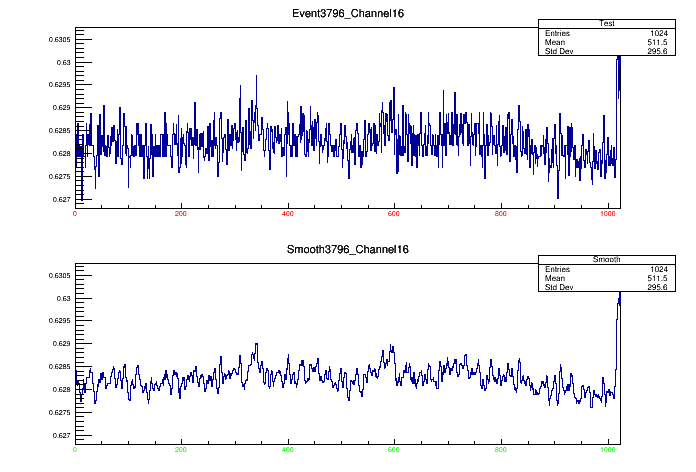 Event3796_Channel16
Test
Entries 1024
Mean 511.5
Std Dev 295.6
0.6305
0.63
0.6295
0.629
0.6285
0.628
0.6275
0.627
0 200 400 600 800 1000
Smooth3796_Channel16
Smooth
Entries 1024
Mean 511.5
Std Dev 295.6
0.6305
0.63
0.6295
0.629
0.6285
0.628
0.6275
0.627
0 200 400 600 800 1000